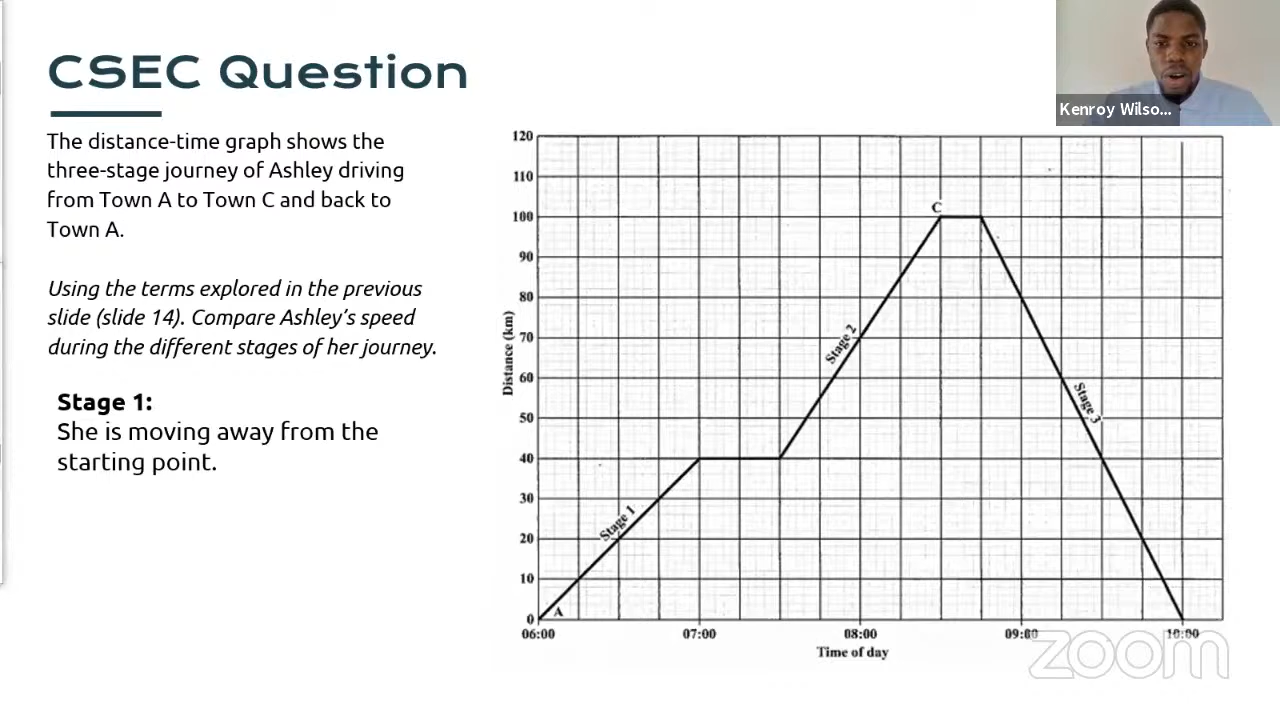 CSEC Question
The distance-time graph shows the
three-stage journey of Ashley driving
from Town A to Town C and back to
Town A.
Using the terms explored in the previous
slide (slide 14). Compare Ashley's speed
during the different stages of her journey.
Stage 1:
She is moving away from the
starting point.
Kenroy Wilso...
120
110
100
90
80
70
60
50
40
30
20
10
0
Distance (km)
C
Stage 2
Stage 3
Stage 1
A
06:00 07:00 08:00 09:00 10:00
Time of day
zoom